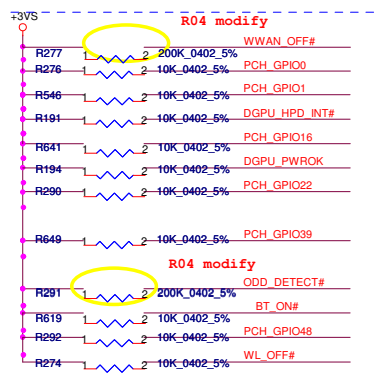 +3VS
R04 modify
WWAN_OFF#
R277 1 2 200K_0402_5%
PCH_GPIO0
R276 1 2 10K_0402_5%
PCH_GPIO1
R546 1 2 10K_0402_5%
DGPU_HPD_INT#
R191 1 2 10K_0402_5%
PCH_GPIO16
R641 1 2 10K_0402_5%
DGPU_PWROK
R194 1 2 10K_0402_5%
PCH_GPIO22
R290 1 2 10K_0402_5%
PCH_GPIO39
R649 1 2 10K_0402_5%
R04 modify
ODD_DETECT#
R291 1 2 200K_0402_5%
BT_ON#
R619 1 2 10K_0402_5%
PCH_GPIO48
R292 1 2 10K_0402_5%
WL_OFF#
R274 1 2 10K_0402_5%